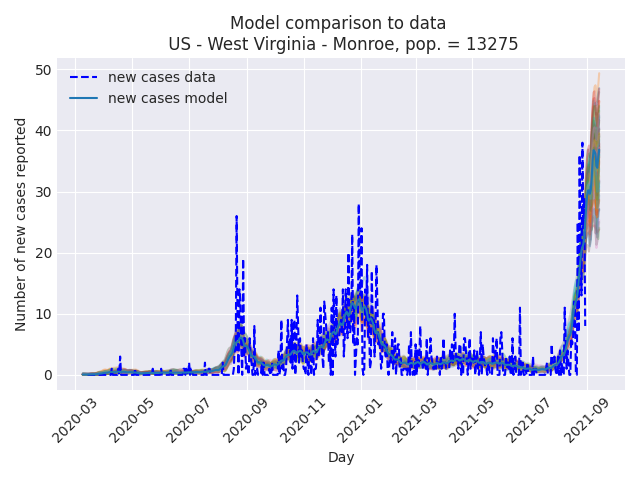 Model comparison to data
US - West Virginia - Monroe, pop. = 13275
new cases data
new cases model
Number of new cases reported
50
40
30
20
10
0
2020-03
2020-05
2020-07
2020-09
2020-11
2021-01
2021-03
2021-05
2021-07
2021-09
Day